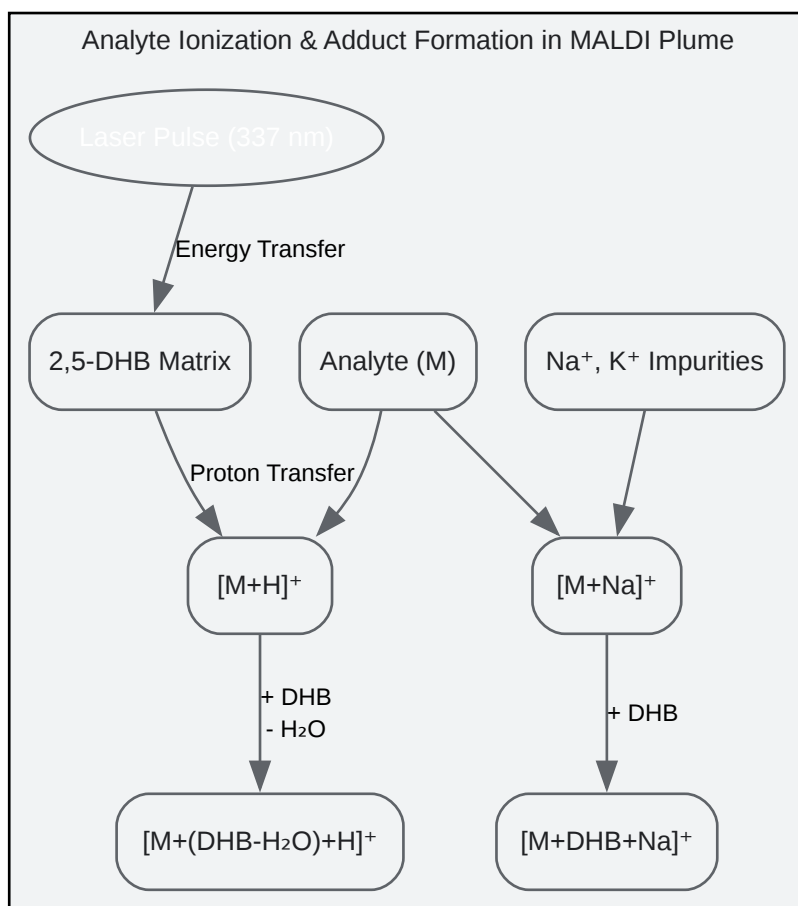 Analyte Ionization & Adduct Formation in MALDI Plume
Laser Pulse (337 nm)
Energy Transfer
2,5-DHB Matrix
Analyte (M)
Na⁺, K⁺ Impurities
Proton Transfer
[M+H]⁺
[M+Na]⁺
+ DHB
- H₂O
+ DHB
[M+(DHB-H₂O)+H]⁺
[M+DHB+Na]⁺